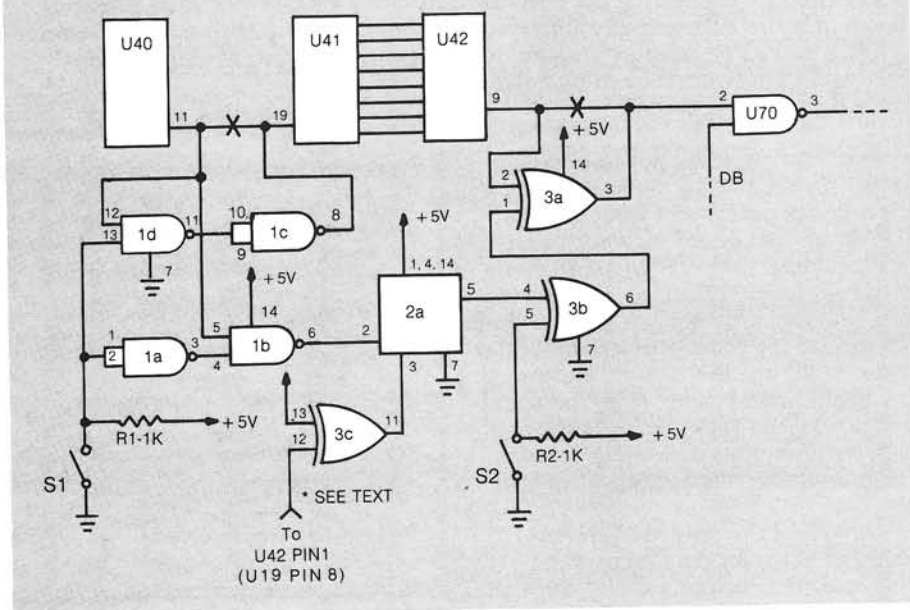 U40
U41
U42
11
19
9
2
U70
3
DB
+5V
14
2
3a
3
1
12
11
10
8
13
1d
1c
9
7
+5V
14
+5V
1, 4, 14
5
4
3b
6
5
7
2a
2
3
7
5
1b
6
4
1
2
1a
3
R1-1K
+5V
13
3c
11
12
S1
* SEE TEXT
To
U42 PIN1
(U19 PIN 8)
R2-1K
+5V
S2